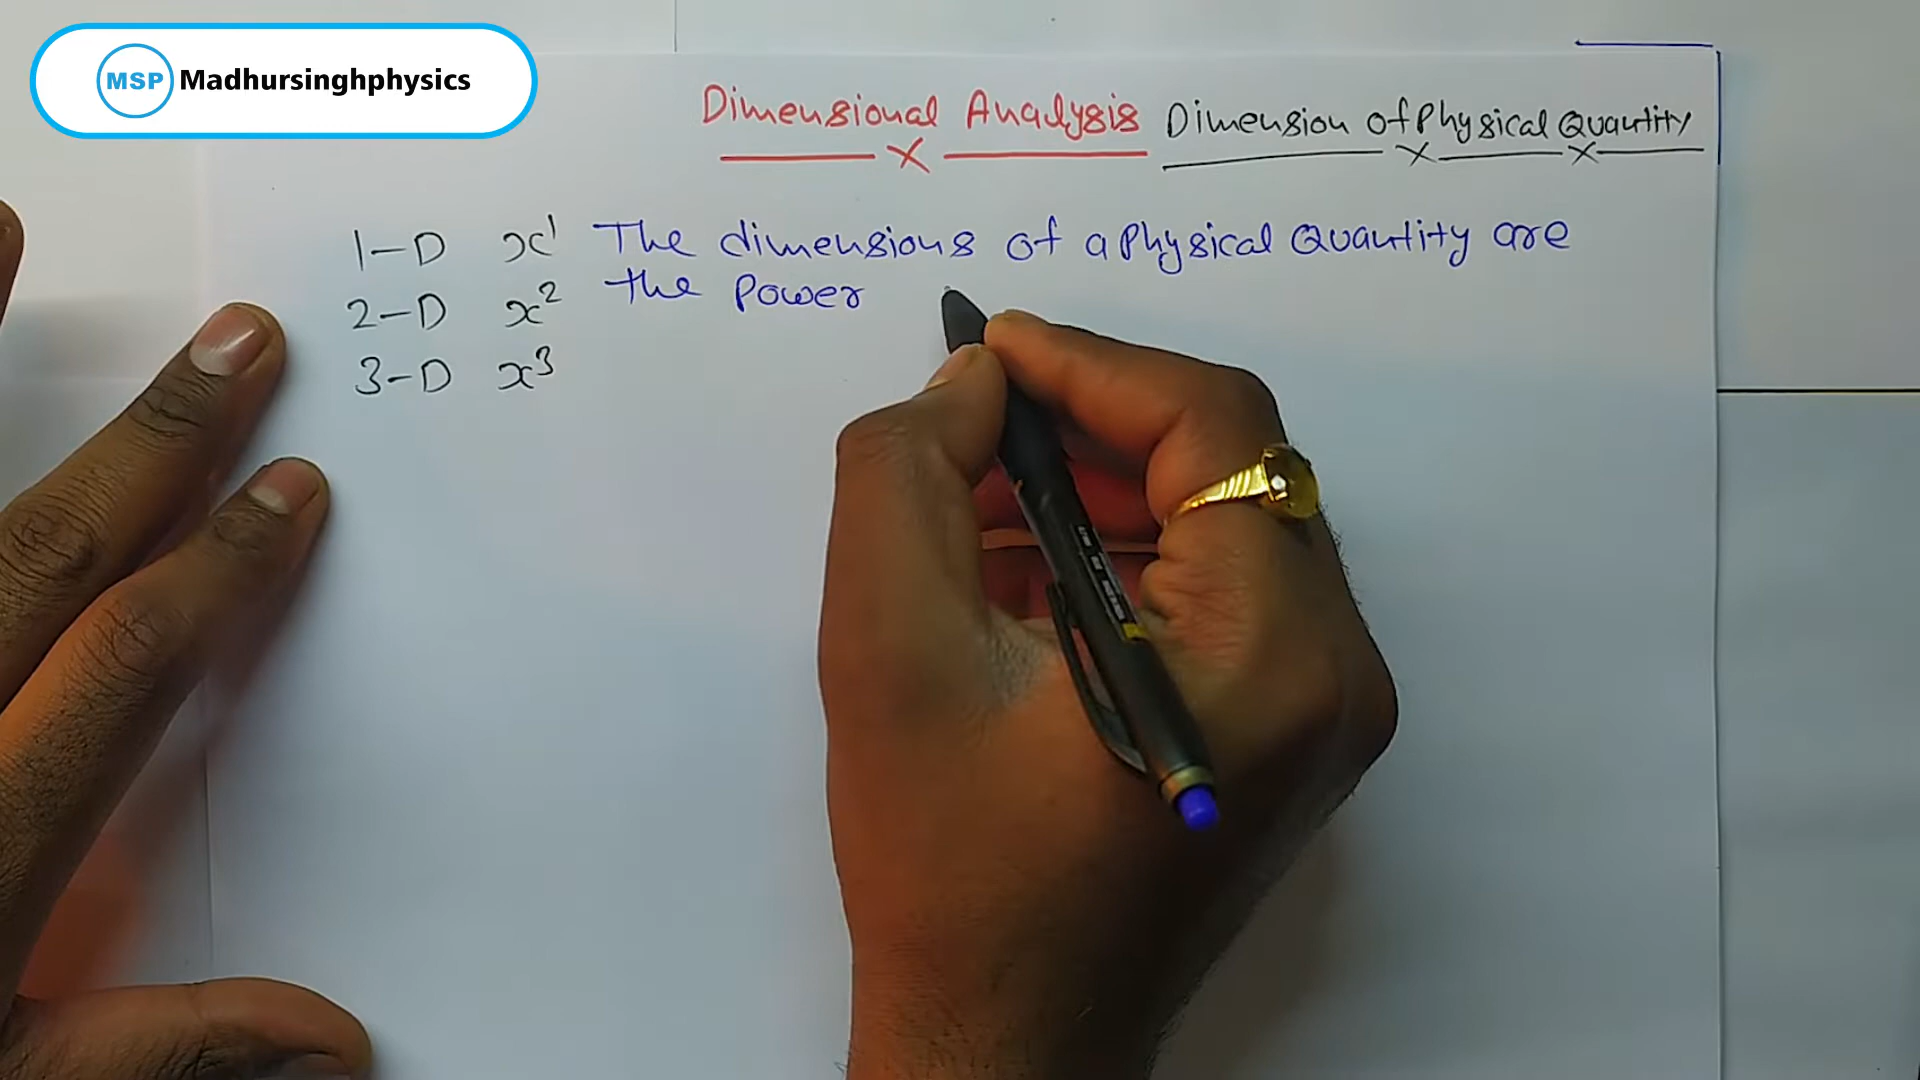 MSP Madhursinghphysics
Dimensional Analysis Dimension of Physical Quantity
1-D x¹ The dimensions of a Physical Quantity are
2-D x² the Power
3-D x³